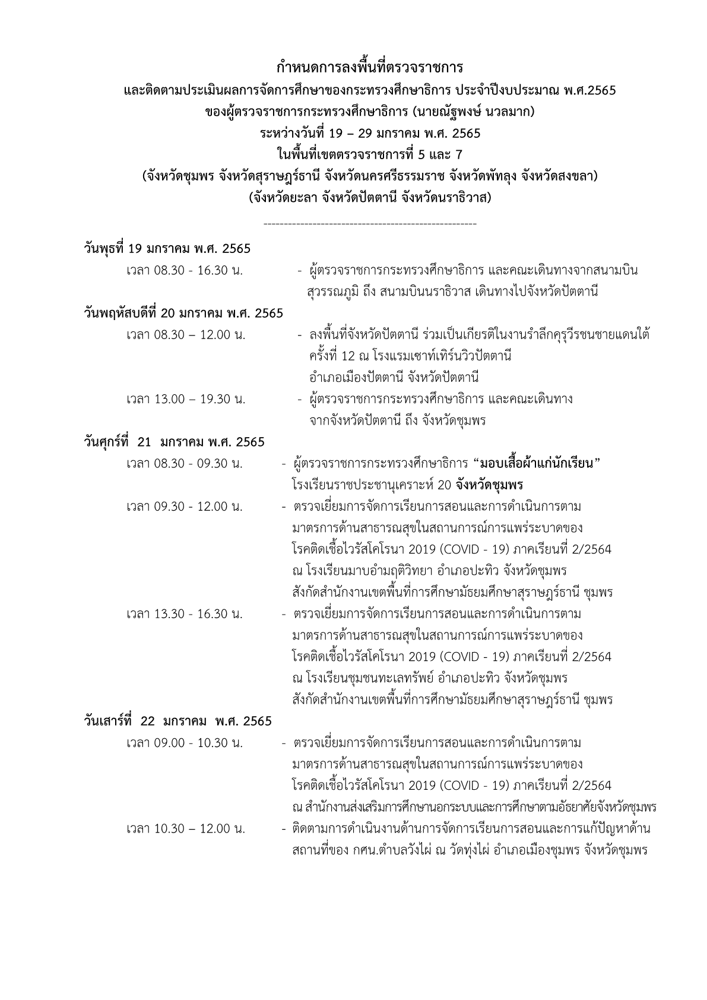 กำหนดการลงพื้นที่ตรวจราชการ
และติดตามประเมินผลการจัดการศึกษาของกระทรวงศึกษาธิการ ประจำปีงบประมาณ พ.ศ.2565
ของผู้ตรวจราชการกระทรวงศึกษาธิการ (นายณัฐพงษ์ นวลมาก)
ระหว่างวันที่ 19 – 29 มกราคม พ.ศ. 2565
ในพื้นที่เขตตรวจราชการที่ 5 และ 7
(จังหวัดชุมพร จังหวัดสุราษฎร์ธานี จังหวัดนครศรีธรรมราช จังหวัดพัทลุง จังหวัดสงขลา)
(จังหวัดยะลา จังหวัดปัตตานี จังหวัดนราธิวาส)
----------------------------------------------------
วันพุธที่ 19 มกราคม พ.ศ. 2565
เวลา 08.30 - 16.30 น. - ผู้ตรวจราชการกระทรวงศึกษาธิการ และคณะเดินทางจากสนามบิน
สุวรรณภูมิ ถึง สนามบินนราธิวาส เดินทางไปจังหวัดปัตตานี
วันพฤหัสบดีที่ 20 มกราคม พ.ศ. 2565
เวลา 08.30 – 12.00 น. - ลงพื้นที่จังหวัดปัตตานี ร่วมเป็นเกียรติในงานรำลึกคุรุวีรชนชายแดนใต้
ครั้งที่ 12 ณ โรงแรมเซาท์เทิร์นวิวปัตตานี
อำเภอเมืองปัตตานี จังหวัดปัตตานี
เวลา 13.00 – 19.30 น. - ผู้ตรวจราชการกระทรวงศึกษาธิการ และคณะเดินทาง
จากจังหวัดปัตตานี ถึง จังหวัดชุมพร
วันศุกร์ที่ 21 มกราคม พ.ศ. 2565
เวลา 08.30 - 09.30 น. - ผู้ตรวจราชการกระทรวงศึกษาธิการ “มอบเสื้อผ้าแก่นักเรียน”
โรงเรียนราชประชานุเคราะห์ 20 จังหวัดชุมพร
เวลา 09.30 - 12.00 น. - ตรวจเยี่ยมการจัดการเรียนการสอนและการดำเนินการตาม
มาตรการด้านสาธารณสุขในสถานการณ์การแพร่ระบาดของ
โรคติดเชื้อไวรัสโคโรนา 2019 (COVID - 19) ภาคเรียนที่ 2/2564
ณ โรงเรียนมาบอำมฤติวิทยา อำเภอปะทิว จังหวัดชุมพร
สังกัดสำนักงานเขตพื้นที่การศึกษามัธยมศึกษาสุราษฎร์ธานี ชุมพร
เวลา 13.30 - 16.30 น. - ตรวจเยี่ยมการจัดการเรียนการสอนและการดำเนินการตาม
มาตรการด้านสาธารณสุขในสถานการณ์การแพร่ระบาดของ
โรคติดเชื้อไวรัสโคโรนา 2019 (COVID - 19) ภาคเรียนที่ 2/2564
ณ โรงเรียนชุมชนทะเลทรัพย์ อำเภอปะทิว จังหวัดชุมพร
สังกัดสำนักงานเขตพื้นที่การศึกษามัธยมศึกษาสุราษฎร์ธานี ชุมพร
วันเสาร์ที่ 22 มกราคม พ.ศ. 2565
เวลา 09.00 - 10.30 น. - ตรวจเยี่ยมการจัดการเรียนการสอนและการดำเนินการตาม
มาตรการด้านสาธารณสุขในสถานการณ์การแพร่ระบาดของ
โรคติดเชื้อไวรัสโคโรนา 2019 (COVID - 19) ภาคเรียนที่ 2/2564
ณ สำนักงานส่งเสริมการศึกษานอกระบบและการศึกษาตามอัธยาศัยจังหวัดชุมพร
เวลา 10.30 – 12.00 น. - ติดตามการดำเนินงานด้านการจัดการเรียนการสอนและการแก้ปัญหาด้าน
สถานที่ของ กศน.ตำบลวังไผ่ ณ วัดทุ่งไผ่ อำเภอเมืองชุมพร จังหวัดชุมพร